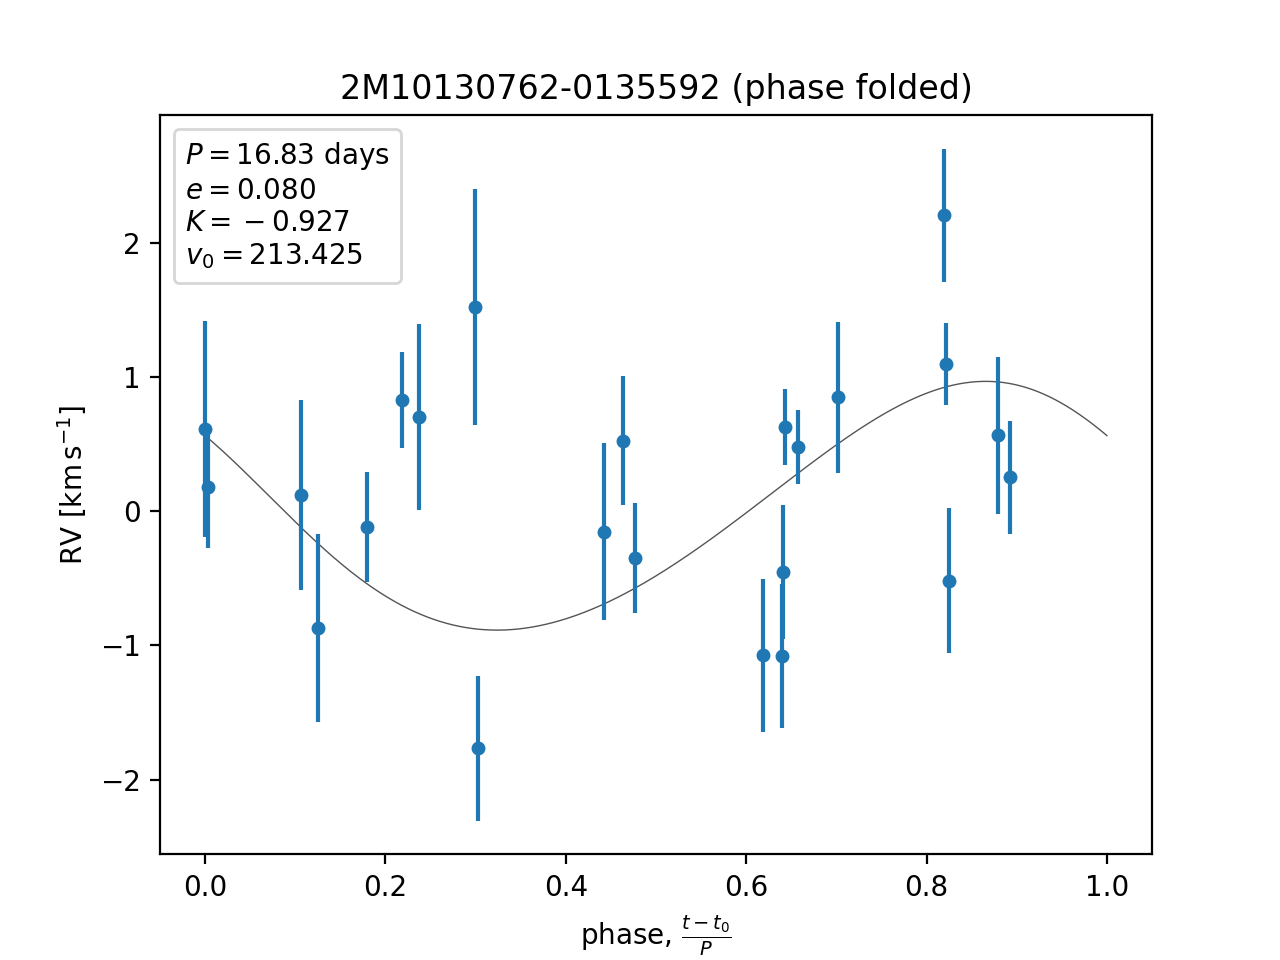 2M10130762-0135592 (phase folded)
P = 16.83 days
e = 0.080
K = −0.927
v₀ = 213.425
RV [km s⁻¹]
2
1
0
−1
−2
0.0 0.2 0.4 0.6 0.8 1.0
phase, (t − t₀)/P